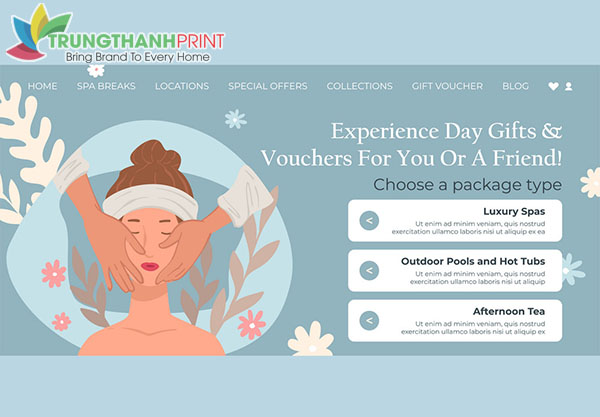 TRUNGTHANHPRINT
Bring Brand To Every Home
HOME SPA BREAKS LOCATIONS SPECIAL OFFERS COLLECTIONS GIFT VOUCHER BLOG
Experience Day Gifts &
Vouchers For You Or A Friend!
Choose a package type
<
Luxury Spas
Ut enim ad minim veniam, quis nostrud
exercitation ullamco laboris nisi ut aliquip ex ea
<
Outdoor Pools and Hot Tubs
Ut enim ad minim veniam, quis nostrud
exercitation ullamco laboris nisi ut aliquip
<
Afternoon Tea
Ut enim ad minim veniam, quis nostrud
exercitation ullamco laboris nisi ut aliquip ex